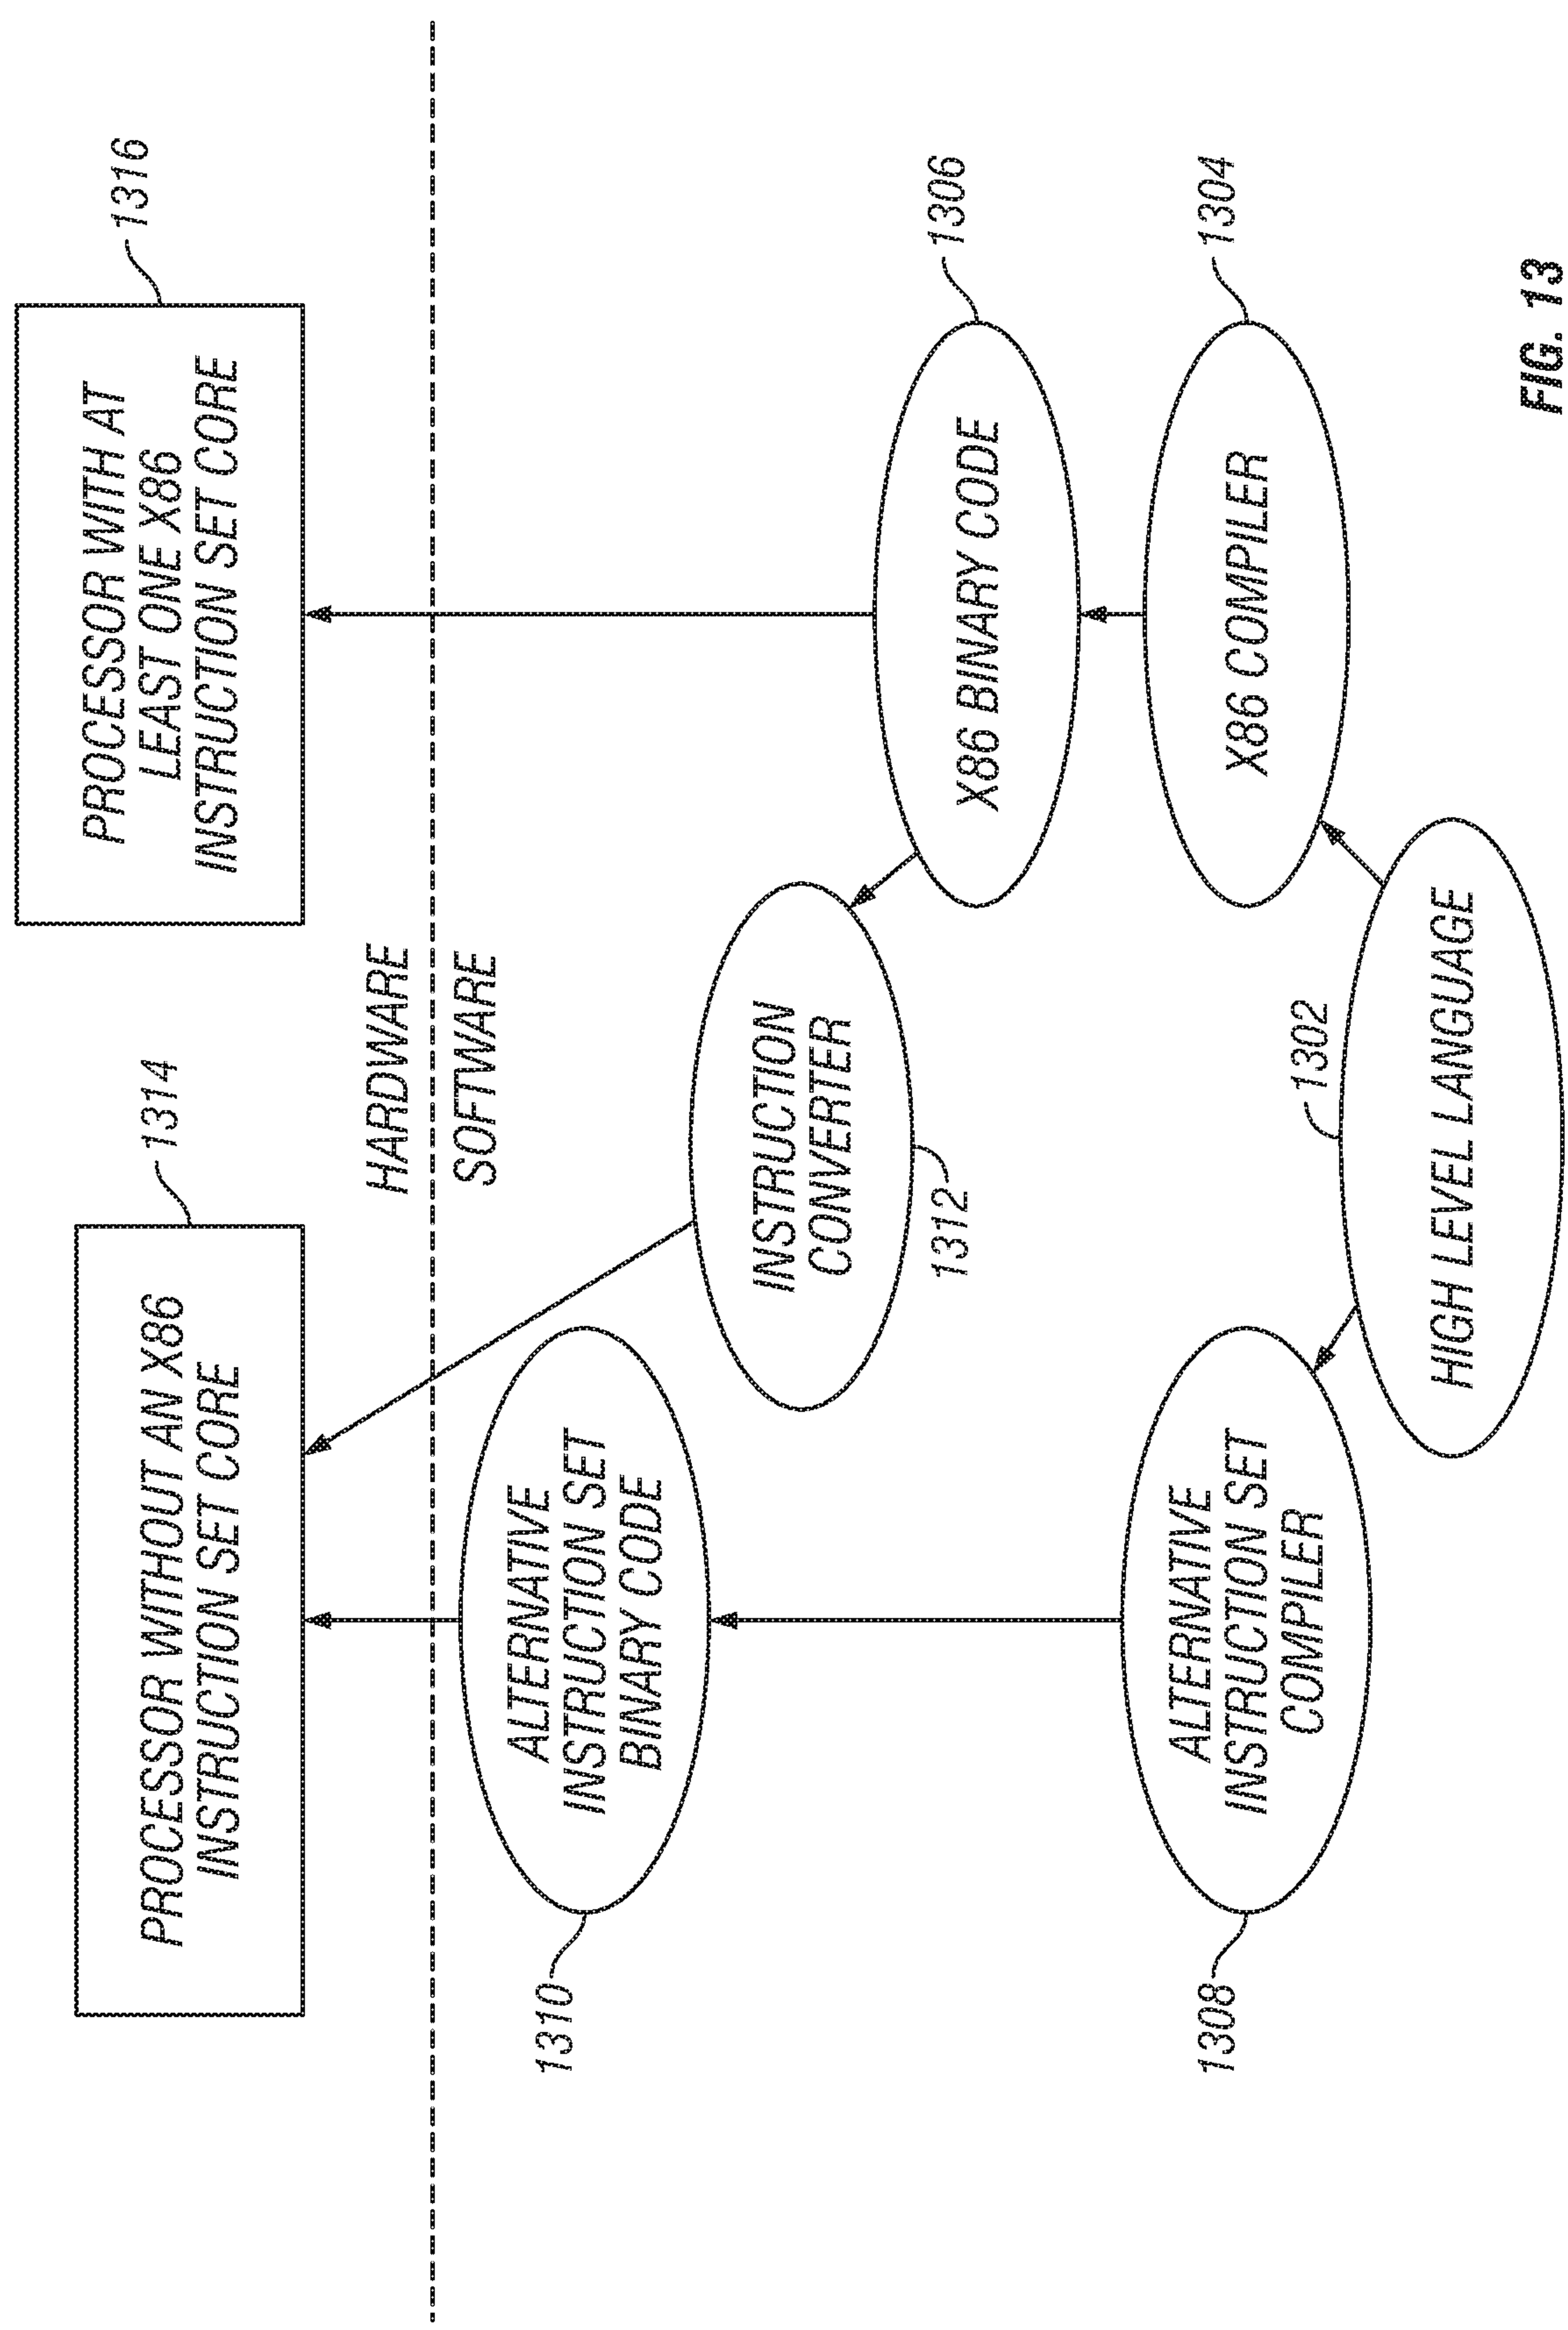 PROCESSOR WITHOUT AN X86
INSTRUCTION SET CORE
1314
PROCESSOR WITH AT
LEAST ONE X86
INSTRUCTION SET CORE
1316
HARDWARE
SOFTWARE
1310
ALTERNATIVE
INSTRUCTION SET
BINARY CODE
INSTRUCTION
CONVERTER
1312
X86 BINARY CODE
1306
1308
ALTERNATIVE
INSTRUCTION SET
COMPILER
X86 COMPILER
1304
1302
HIGH LEVEL LANGUAGE
FIG. 13